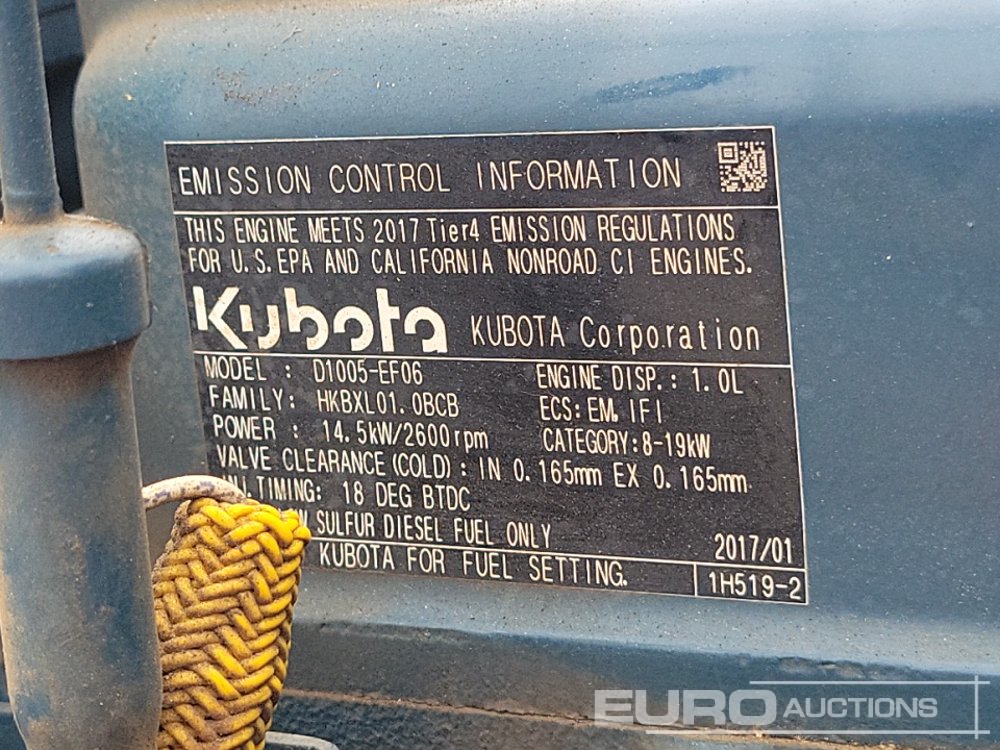 EMISSION CONTROL INFORMATION
THIS ENGINE MEETS 2017 Tier4 EMISSION REGULATIONS
FOR U.S. EPA AND CALIFORNIA NONROAD CI ENGINES.
Kubota KUBOTA Corporation
MODEL : D1005-EF06 ENGINE DISP.: 1.0L
FAMILY: HKBXL01.0BCB ECS: EM, IFI
POWER : 14.5kW/2600rpm CATEGORY:8-19kW
VALVE CLEARANCE (COLD) : IN 0.165mm EX 0.165mm
TIMING: 18 DEG BTDC
SULFUR DIESEL FUEL ONLY 2017/01
KUBOTA FOR FUEL SETTING. 1H519-2
EURO AUCTIONS